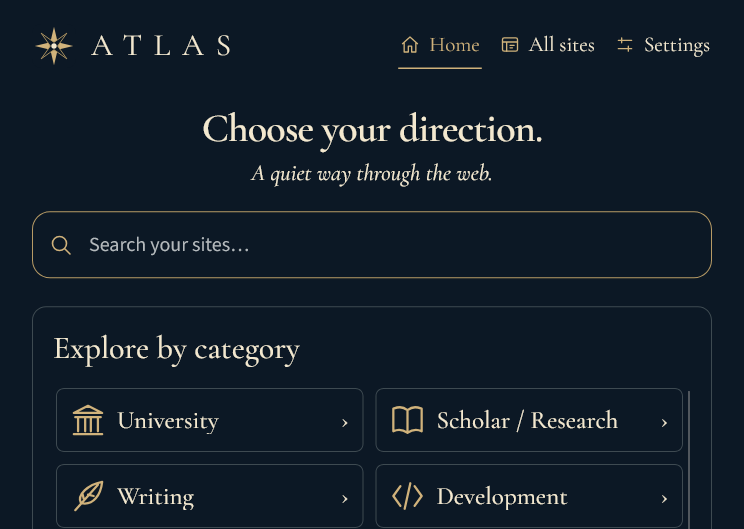 ATLAS
Home All sites Settings
Choose your direction.
A quiet way through the web.
Search your sites…
Explore by category
University › Scholar / Research ›
Writing › Development ›